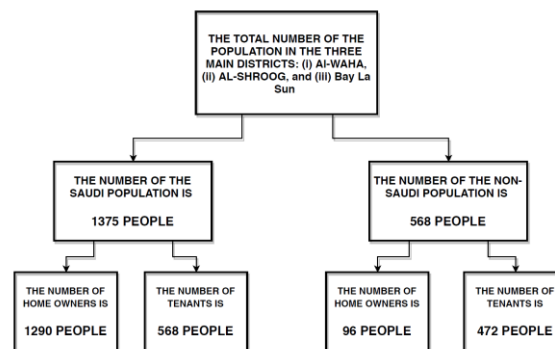 THE TOTAL NUMBER OF THE
POPULATION IN THE THREE
MAIN DISTRICTS: (i) Al-WAHA,
(ii) AL-SHROOG, and (iii) Bay La
Sun
THE NUMBER OF THE
SAUDI POPULATION IS
1375 PEOPLE
THE NUMBER OF THE NON-
SAUDI POPULATION IS
568 PEOPLE
THE NUMBER OF
HOME OWNERS IS
1290 PEOPLE
THE NUMBER OF
TENANTS IS
568 PEOPLE
THE NUMBER OF
HOME OWNERS IS
96 PEOPLE
THE NUMBER OF
TENANTS IS
472 PEOPLE